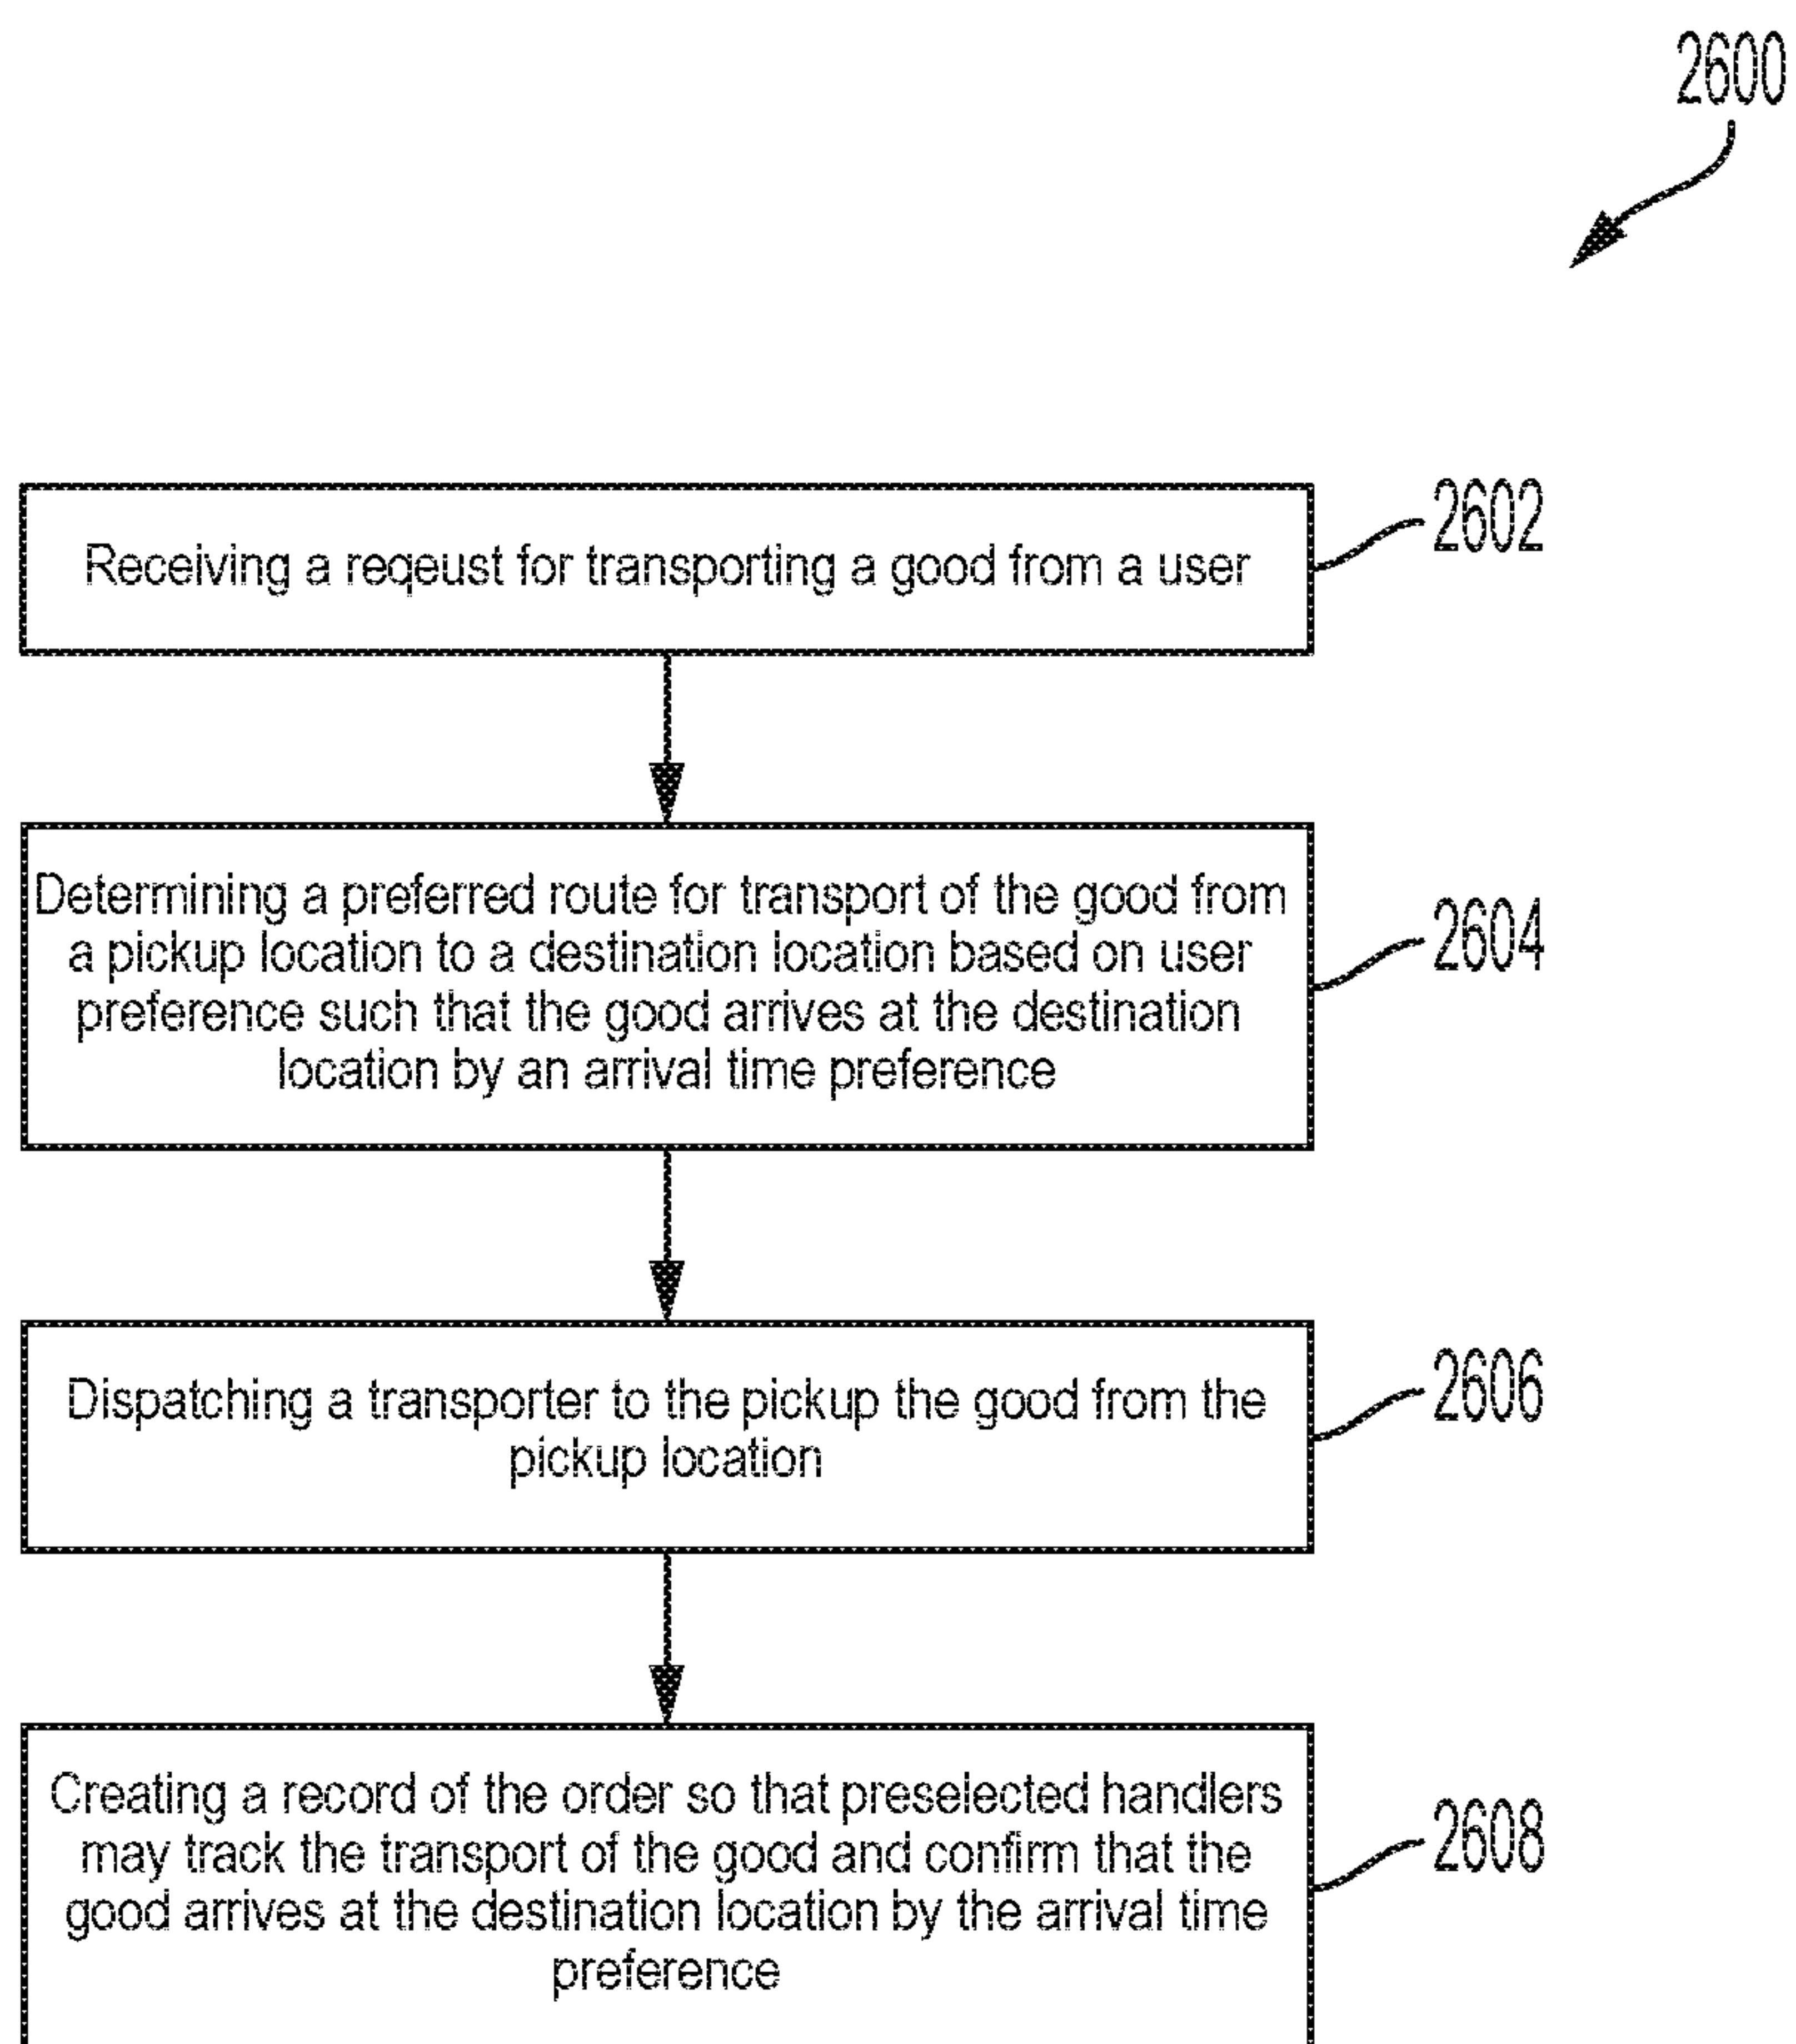 2600
Receiving a reqeust for transporting a good from a user
2602
Determining a preferred route for transport of the good from
a pickup location to a destination location based on user
preference such that the good arrives at the destination
location by an arrival time preference
2604
Dispatching a transporter to the pickup the good from the
pickup location
2606
Creating a record of the order so that preselected handlers
may track the transport of the good and confirm that the
good arrives at the destination location by the arrival time
preference
2608